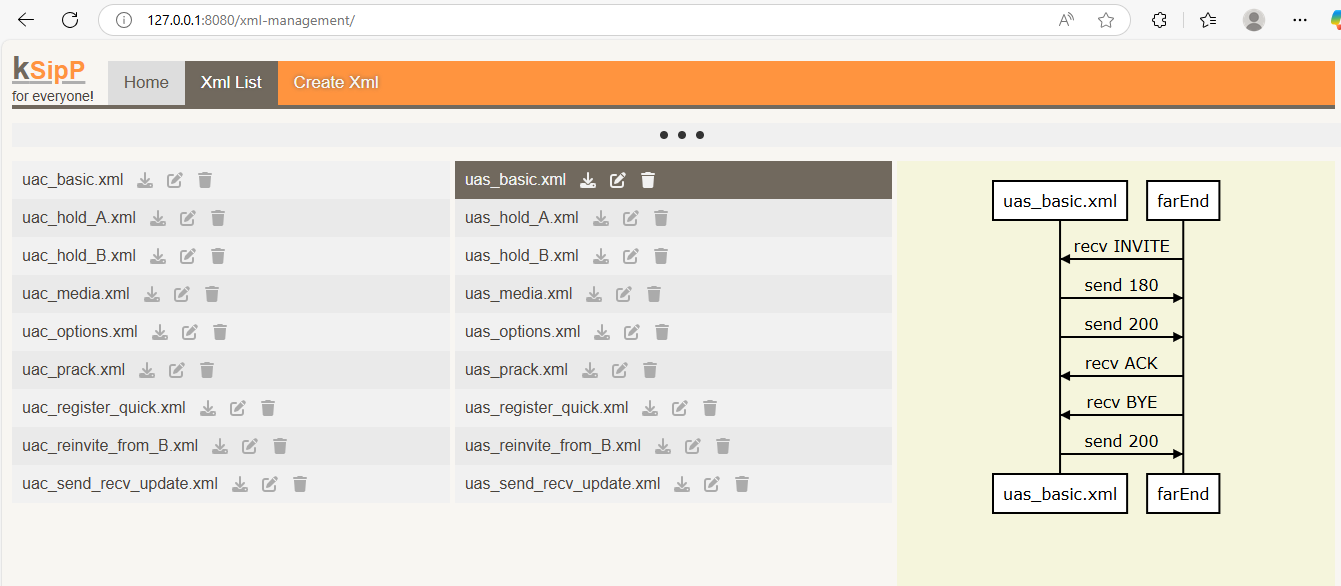 127.0.0.1:8080/xml-management/
kSipP
for everyone!
Home
Xml List
Create Xml
uac_basic.xml
uac_hold_A.xml
uac_hold_B.xml
uac_media.xml
uac_options.xml
uac_prack.xml
uac_register_quick.xml
uac_reinvite_from_B.xml
uac_send_recv_update.xml
uas_basic.xml
uas_hold_A.xml
uas_hold_B.xml
uas_media.xml
uas_options.xml
uas_prack.xml
uas_register_quick.xml
uas_reinvite_from_B.xml
uas_send_recv_update.xml
uas_basic.xml
farEnd
recv INVITE
send 180
send 200
recv ACK
recv BYE
send 200
uas_basic.xml
farEnd